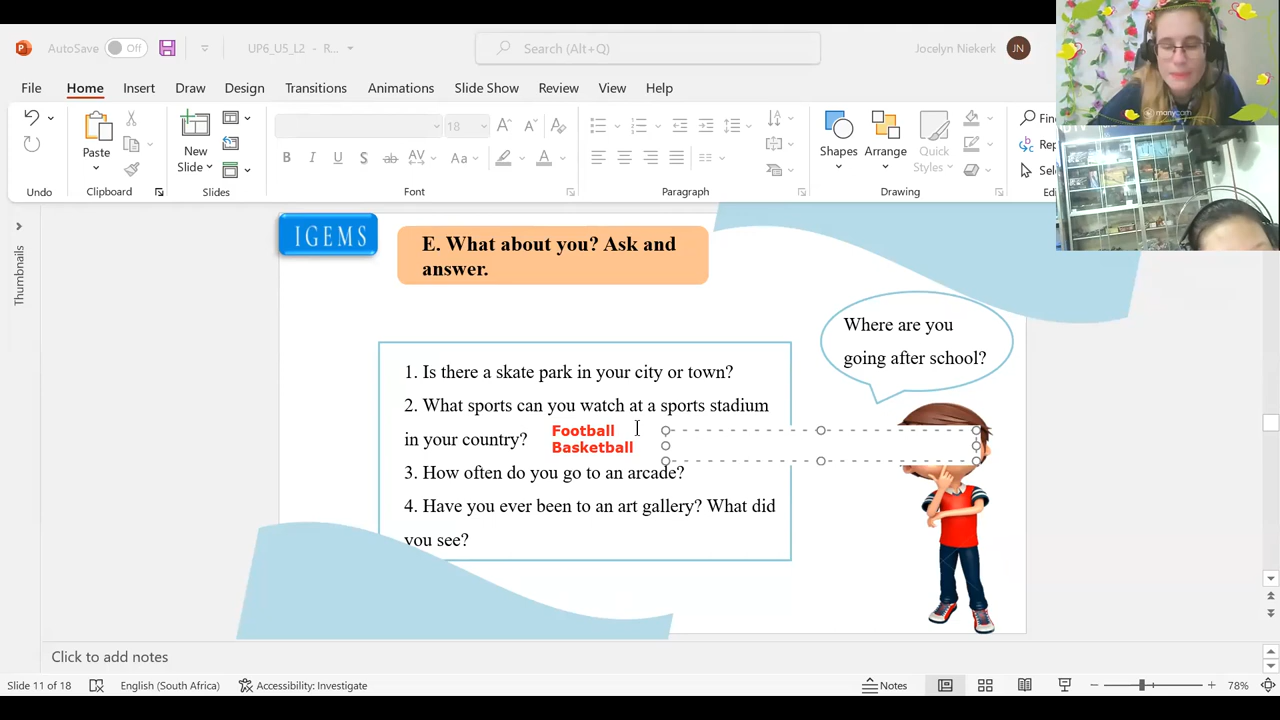 AutoSave
Off
UP6_US_L2 - R...
Search (Alt+Q)
Jocelyn Niekerk
JN
File
Home
Insert
Draw
Design
Transitions
Animations
Slide Show
Review
View
Help
Undo
Paste
Clipboard
New
Slide
Slides
18
Font
Paragraph
Shapes
Arrange
Quick
Styles
Drawing
manycam
Thumbnails
IGEMS
E. What about you? Ask and
answer.
Where are you
going after school?
1. Is there a skate park in your city or town?
2. What sports can you watch at a sports stadium
in your country?
Football
Basketball
3. How often do you go to an arcade?
4. Have you ever been to an art gallery? What did
you see?
Click to add notes
Slide 11 of 18
English (South Africa)
Accessibility: Investigate
Notes
78%